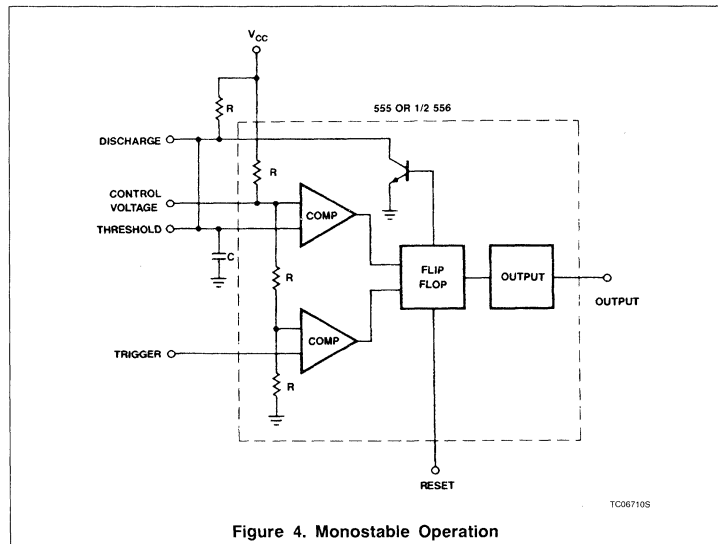 V_CC
555 OR 1/2 556
R
DISCHARGE
R
CONTROL
VOLTAGE
COMP
THRESHOLD
C
R
FLIP
FLOP
OUTPUT
OUTPUT
COMP
TRIGGER
R
RESET
TC06710S
Figure 4. Monostable Operation